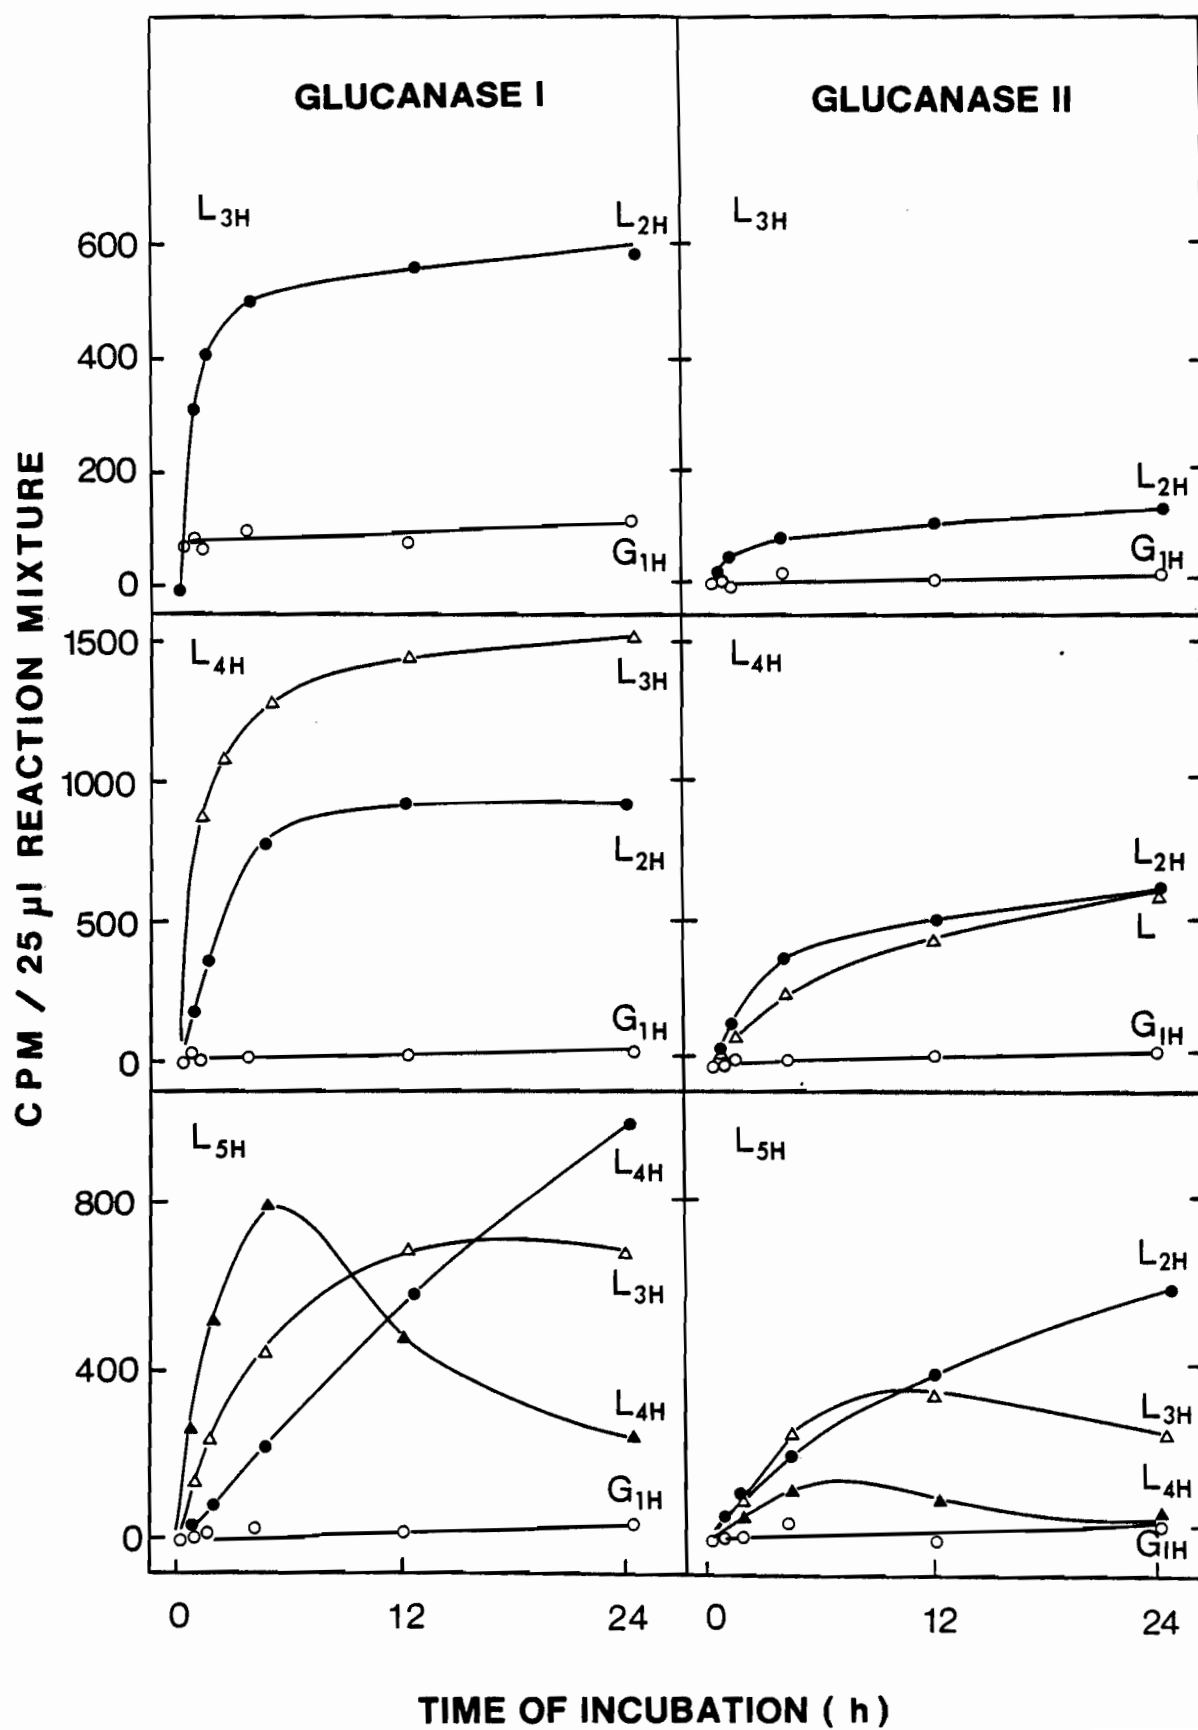 GLUCANASE I
GLUCANASE II
L3H
L2H
L3H
600
400
200
0
G1H
L2H
G1H
1500
1000
500
0
L4H
L3H
L2H
G1H
L4H
L2H
L
G1H
800
400
0
L5H
L4H
L3H
L4H
G1H
L5H
L2H
L3H
L4H
G1H
0
12
24
0
12
24
CPM / 25 µl REACTION MIXTURE
TIME OF INCUBATION ( h )